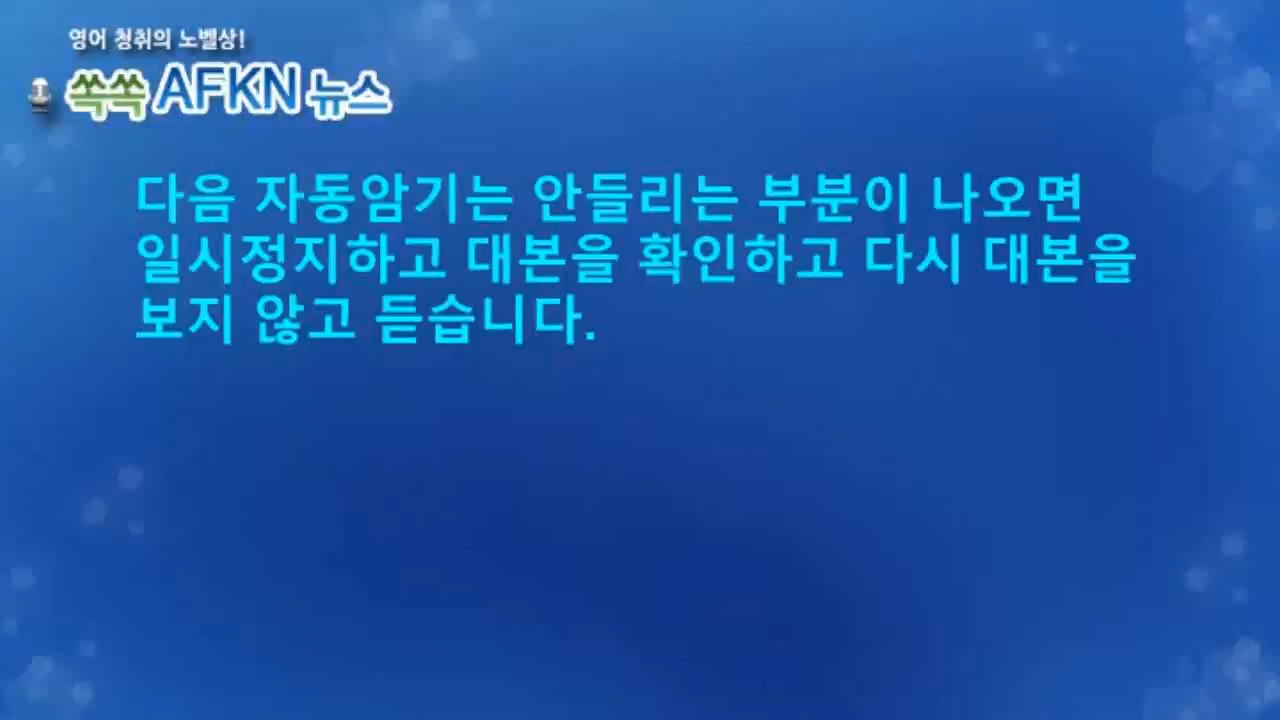 영어 청취의 노벨상!
쏙쏙 AFKN 뉴스
다음 자동암기는 안들리는 부분이 나오면
일시정지하고 대본을 확인하고 다시 대본을
보지 않고 듣습니다.